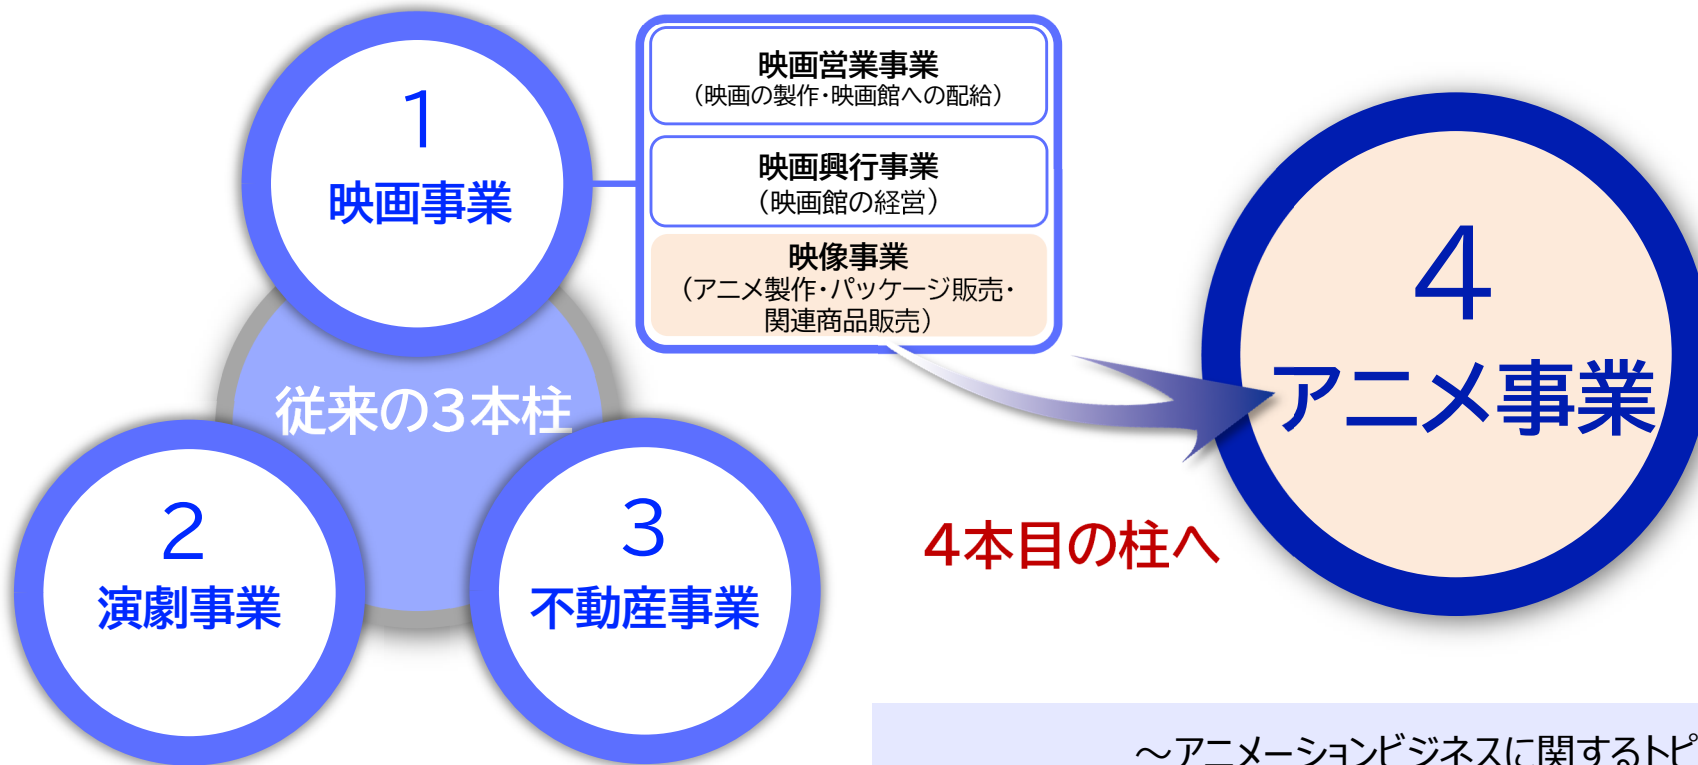 1
映画事業
映画営業事業
（映画の製作・映画館への配給）
映画興行事業
（映画館の経営）
映像事業
（アニメ製作・パッケージ販売・
関連商品販売）
従来の3本柱
2
演劇事業
3
不動産事業
4
アニメ事業
4本目の柱へ
～アニメーションビジネスに関するトピ